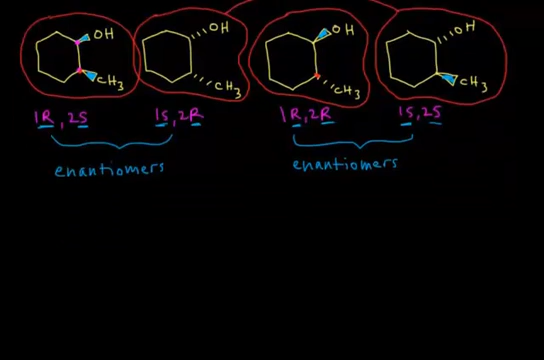 OH OH OH OH
CH3 CH3 CH3 CH3
1R,2S 1S,2R 1R,2R 1S,2S
enantiomers enantiomers